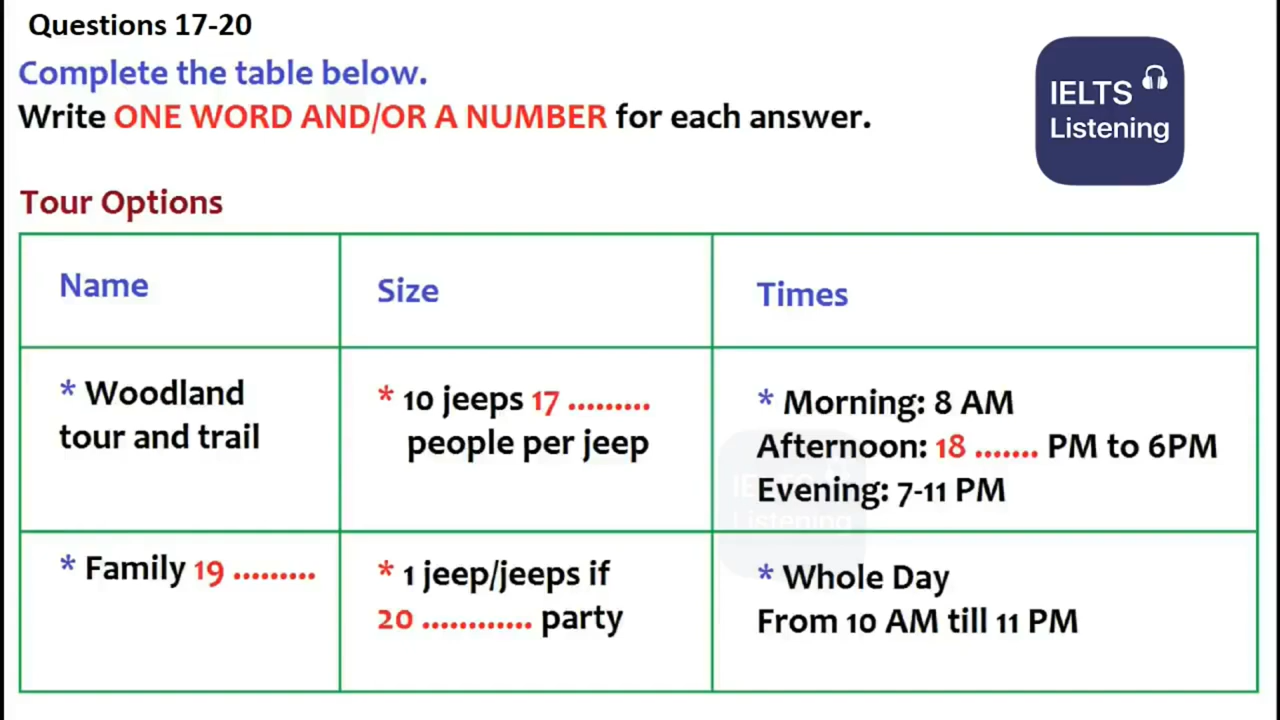 Questions 17-20
Complete the table below.
Write ONE WORD AND/OR A NUMBER for each answer.
IELTS
Listening
Tour Options
Name
Size
Times
* Woodland
tour and trail
* 10 jeeps 17 .........
people per jeep
* Morning: 8 AM
Afternoon: 18 ....... PM to 6PM
Evening: 7-11 PM
IELTS
Listening
* Family 19 .........
* 1 jeep/jeeps if
20 ............ party
* Whole Day
From 10 AM till 11 PM